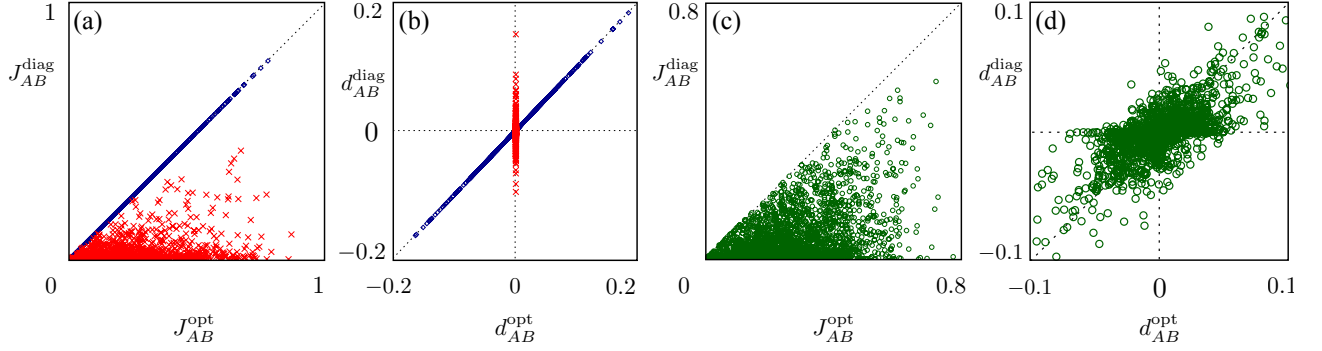 (a)
1
J_{AB}^{diag}
0
1
J_{AB}^{opt}
(b)
0.2
d_{AB}^{diag}
0
−0.2
−0.2
0
0.2
d_{AB}^{opt}
(c)
0.8
J_{AB}^{diag}
0
0.8
J_{AB}^{opt}
(d)
0.1
d_{AB}^{diag}
0
−0.1
−0.1
0
0.1
d_{AB}^{opt}